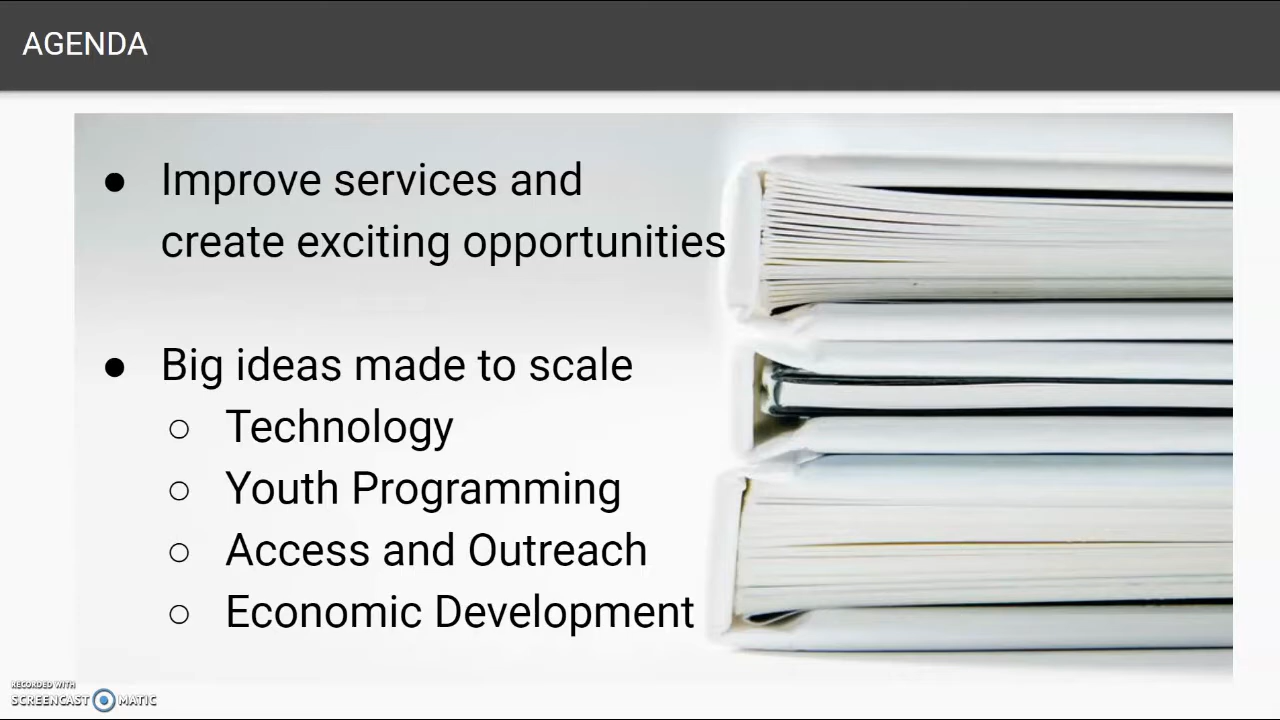 AGENDA
● Improve services and
create exciting opportunities
● Big ideas made to scale
○ Technology
○ Youth Programming
○ Access and Outreach
○ Economic Development
RECORDED WITH
SCREENCAST MATIC